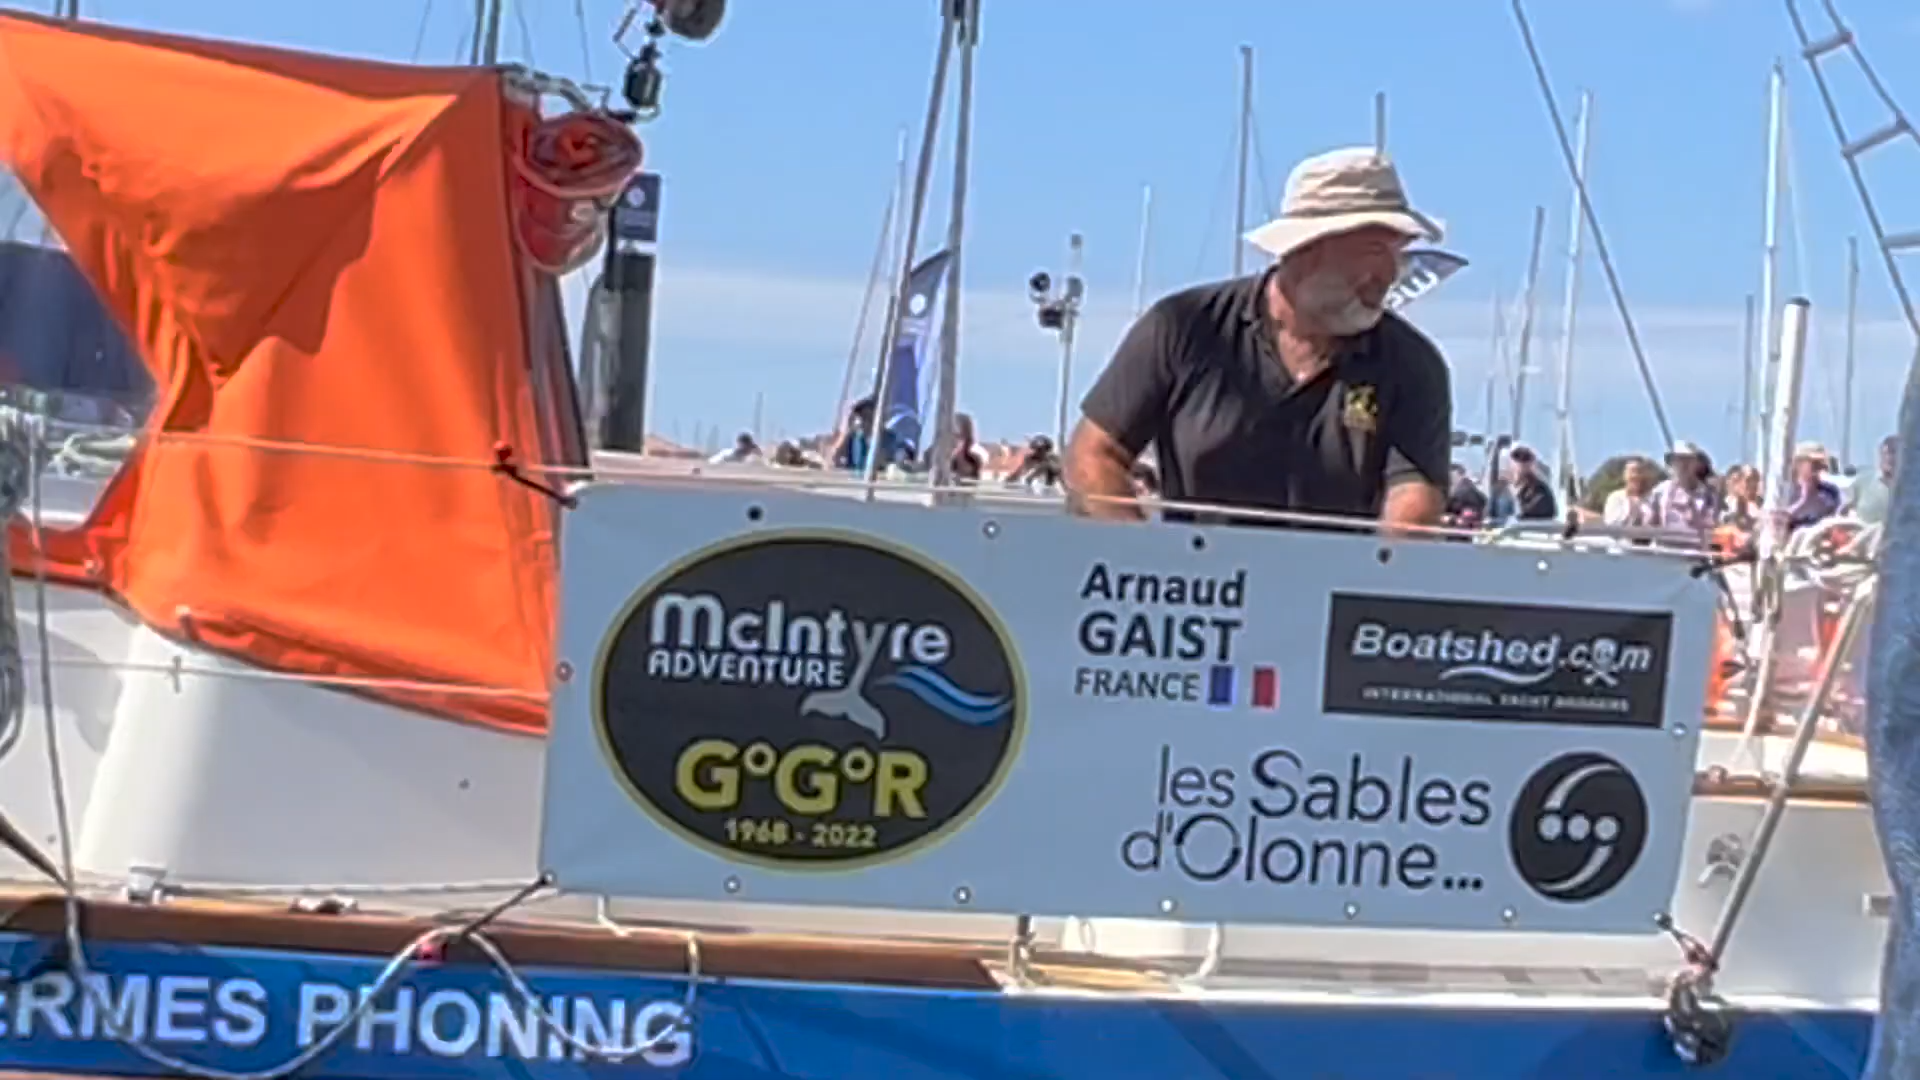 McIntyre
ADVENTURE
G°G°R
1968 - 2022
Arnaud
GAIST
FRANCE
Boatshed.com
INTERNATIONAL YACHT BROKERS
les Sables
d'Olonne...
ERMES PHONING